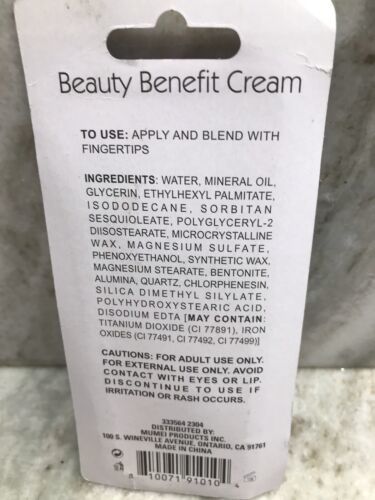 Beauty Benefit Cream
TO USE: APPLY AND BLEND WITH
FINGERTIPS
INGREDIENTS: WATER, MINERAL OIL,
GLYCERIN, ETHYLHEXYL PALMITATE,
ISODODECANE, SORBITAN
SESQUIOLEATE, POLYGLYCERYL-2
DIISOSTEARATE, MICROCRYSTALLINE
WAX, MAGNESIUM SULFATE,
PHENOXYETHANOL, SYNTHETIC WAX,
MAGNESIUM STEARATE, BENTONITE,
ALUMINA, QUARTZ, CHLORPHENESIN,
SILICA DIMETHYL SILYLATE,
POLYHYDROXYSTEARIC ACID,
DISODIUM EDTA [MAY CONTAIN:
TITANIUM DIOXIDE (CI 77891), IRON
OXIDES (CI 77491, CI 77492, CI 77499)]
CAUTIONS: FOR ADULT USE ONLY.
FOR EXTERNAL USE ONLY. AVOID
CONTACT WITH EYES OR LIP.
DISCONTINUE TO USE IF
IRRITATION OR RASH OCCURS.
333564 2304
DISTRIBUTED BY:
MUMEI PRODUCTS INC.
100 S. WINEVILLE AVENUE, ONTARIO, CA 91761
MADE IN CHINA
8 10071 91010 4